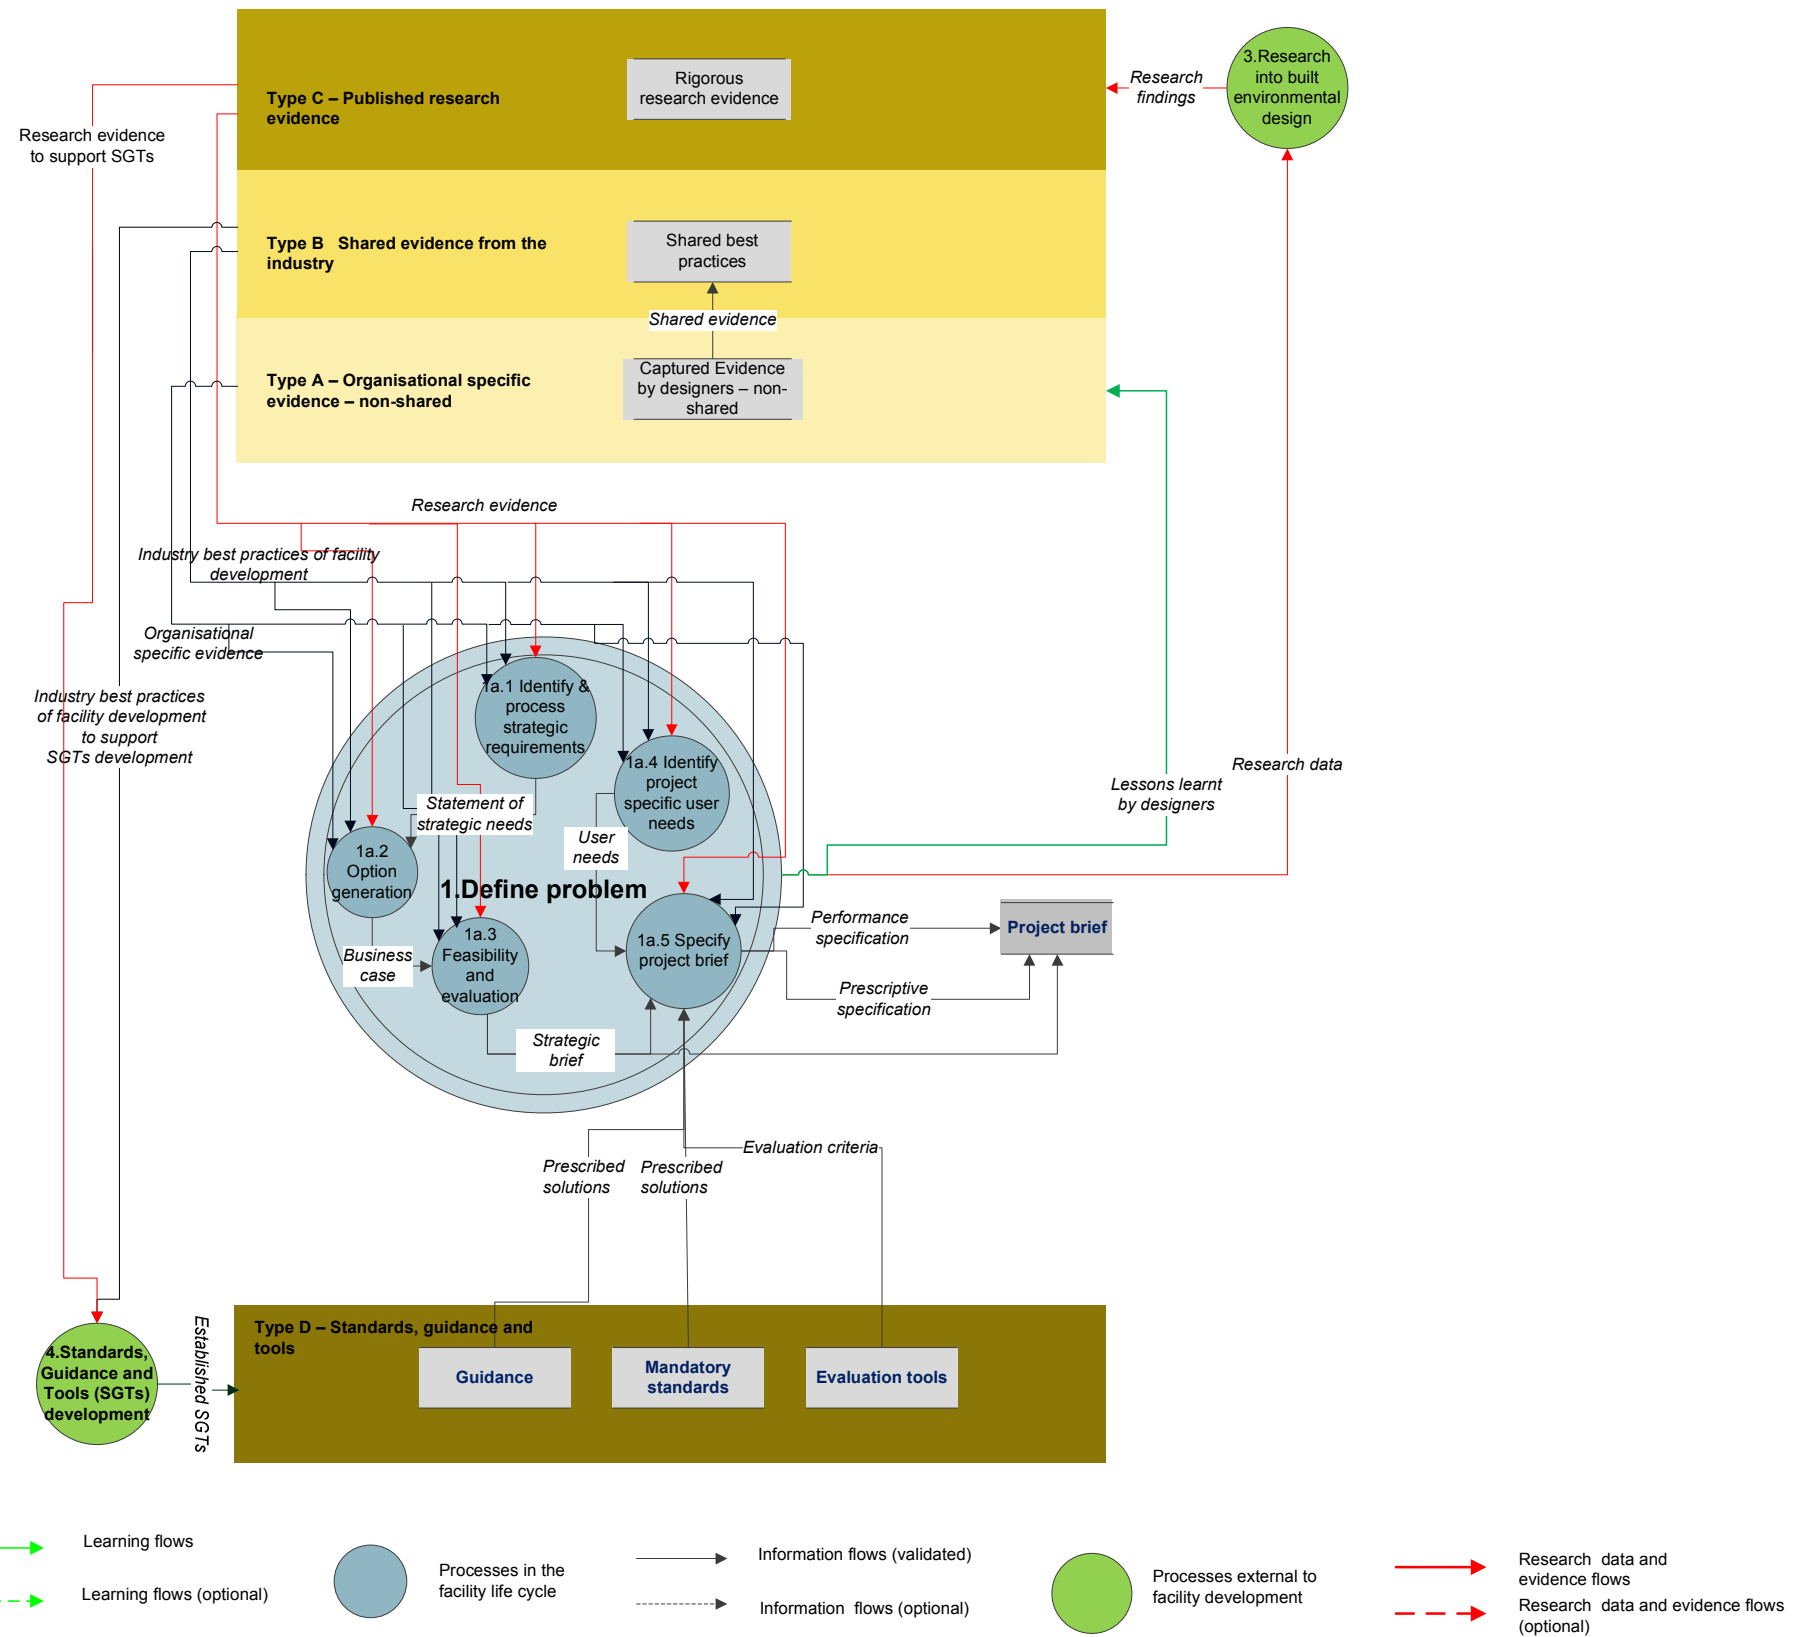 3.Research
into built
environmental
design
Research
findings
Rigorous
research evidence
Type C – Published research
evidence
Research evidence
to support SGTs
Shared best
practices
Type B   Shared evidence from the
industry
Shared evidence
Captured Evidence
by designers – non-
shared
Type A – Organisational specific
evidence – non-shared
Research evidence
Industry best practices of facility
development
Organisational
specific evidence
Industry best practices
of facility development
to support
SGTs development
1a.1 Identify &
process
strategic
requirements
1a.4 Identify
project
specific user
needs
Research data
Lessons learnt
by designers
Statement of
strategic needs
User
needs
1a.2
Option
generation
1.Define problem
Performance
specification
Project brief
1a.3
Feasibility
and
evaluation
1a.5 Specify
project brief
Business
case
Prescriptive
specification
Strategic
brief
Evaluation criteria
Prescribed
solutions
Prescribed
solutions
Type D – Standards, guidance and
tools
4.Standards,
Guidance and
Tools (SGTs)
development
Established SGTs
Guidance
Mandatory
standards
Evaluation tools
Learning flows
Learning flows (optional)
Processes in the
facility life cycle
Information flows (validated)
Information  flows (optional)
Processes external to
facility development
Research  data and
evidence flows
Research  data and evidence flows
(optional)